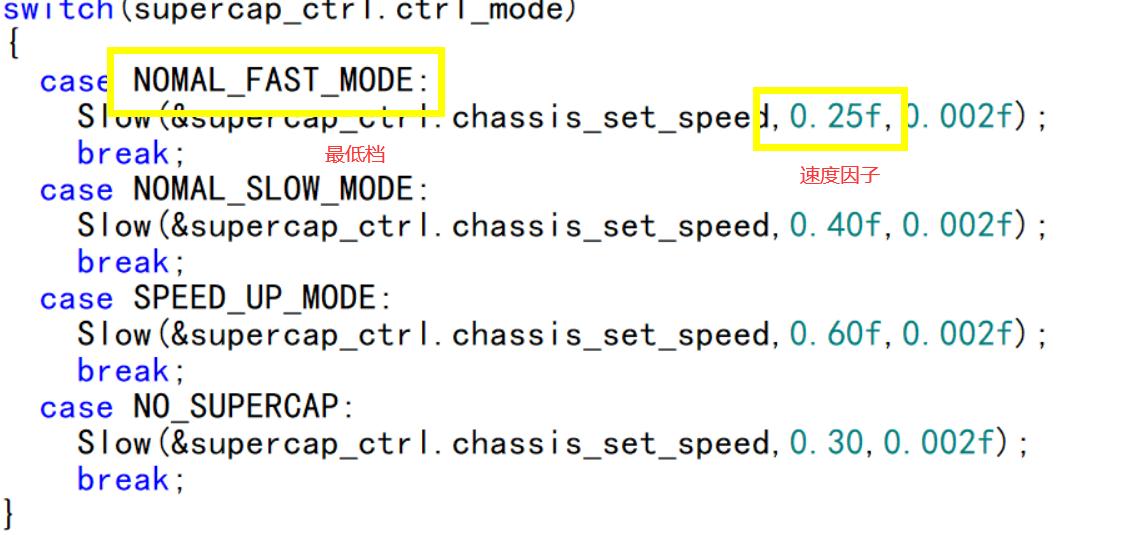 switch(supercap_ctrl.ctrl_mode)
{
case NOMAL_FAST_MODE:
Slow(&supercap_ctrl.chassis_set_speed,0.25f,0.002f);
break;
最低档
速度因子
case NOMAL_SLOW_MODE:
Slow(&supercap_ctrl.chassis_set_speed,0.40f,0.002f);
break;
case SPEED_UP_MODE:
Slow(&supercap_ctrl.chassis_set_speed,0.60f,0.002f);
break;
case NO_SUPERCAP:
Slow(&supercap_ctrl.chassis_set_speed,0.30,0.002f);
break;
}